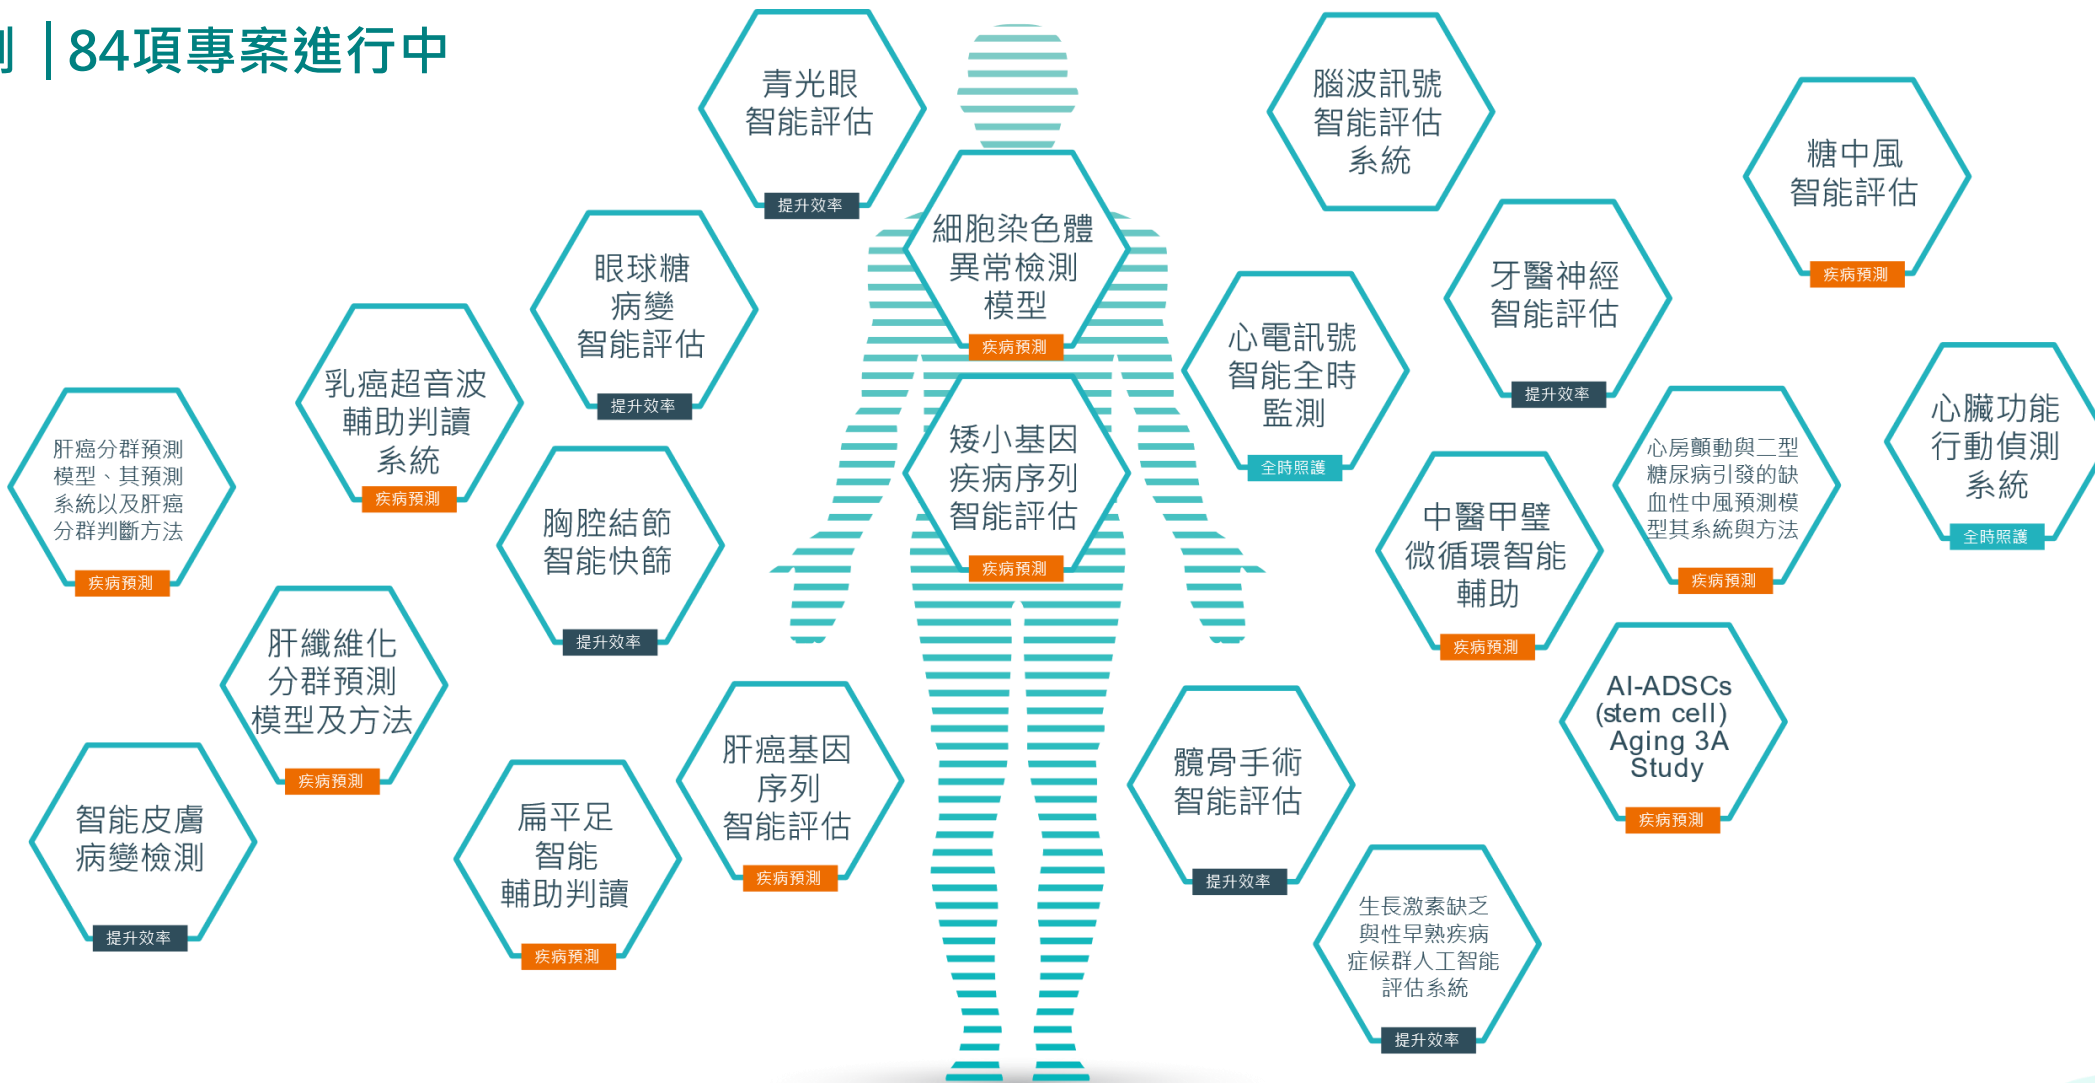 84項專案進行中
青光眼
智能評估
提升效率
腦波訊號
智能評估
系統
糖中風
智能評估
疾病預測
細胞染色體
異常檢測
模型
疾病預測
眼球糖
病變
智能評估
提升效率
牙醫神經
智能評估
提升效率
心電訊號
智能全時
監測
全時照護
乳癌超音波
輔助判讀
系統
疾病預測
心臟功能
行動偵測
系統
全時照護
肝癌分群預測
模型、其預測
系統以及肝癌
分群判斷方法
疾病預測
矮小基因
疾病序列
智能評估
疾病預測
心房顫動與二型
糖尿病引發的缺
血性中風預測模
型其系統與方法
疾病預測
胸腔結節
智能快篩
提升效率
中醫甲璧
微循環智能
輔助
疾病預測
肝纖維化
分群預測
模型及方法
疾病預測
AI-ADSCs
(stem cell)
Aging 3A
Study
疾病預測
肝癌基因
序列
智能評估
疾病預測
髖骨手術
智能評估
提升效率
智能皮膚
病變檢測
提升效率
扁平足
智能
輔助判讀
疾病預測
生長激素缺乏
與性早熟疾病
症候群人工智能
評估系統
提升效率